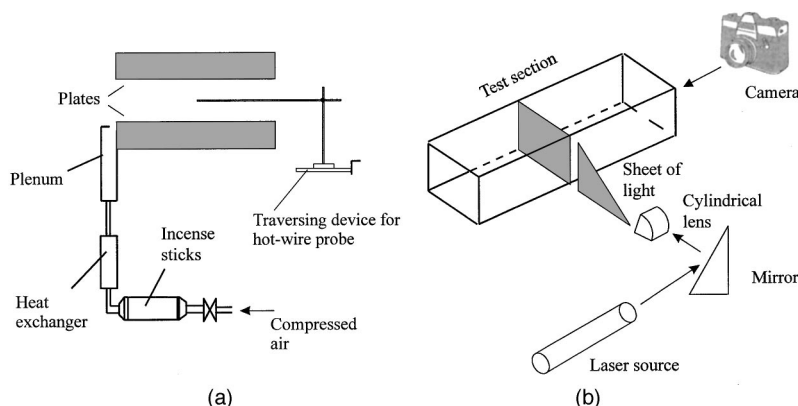 Plates
Plenum
Traversing device for
hot-wire probe
Incense
sticks
Heat
exchanger
Compressed
air
(a)
Test section
Camera
Sheet of
light
Cylindrical
lens
Mirror
Laser source
(b)